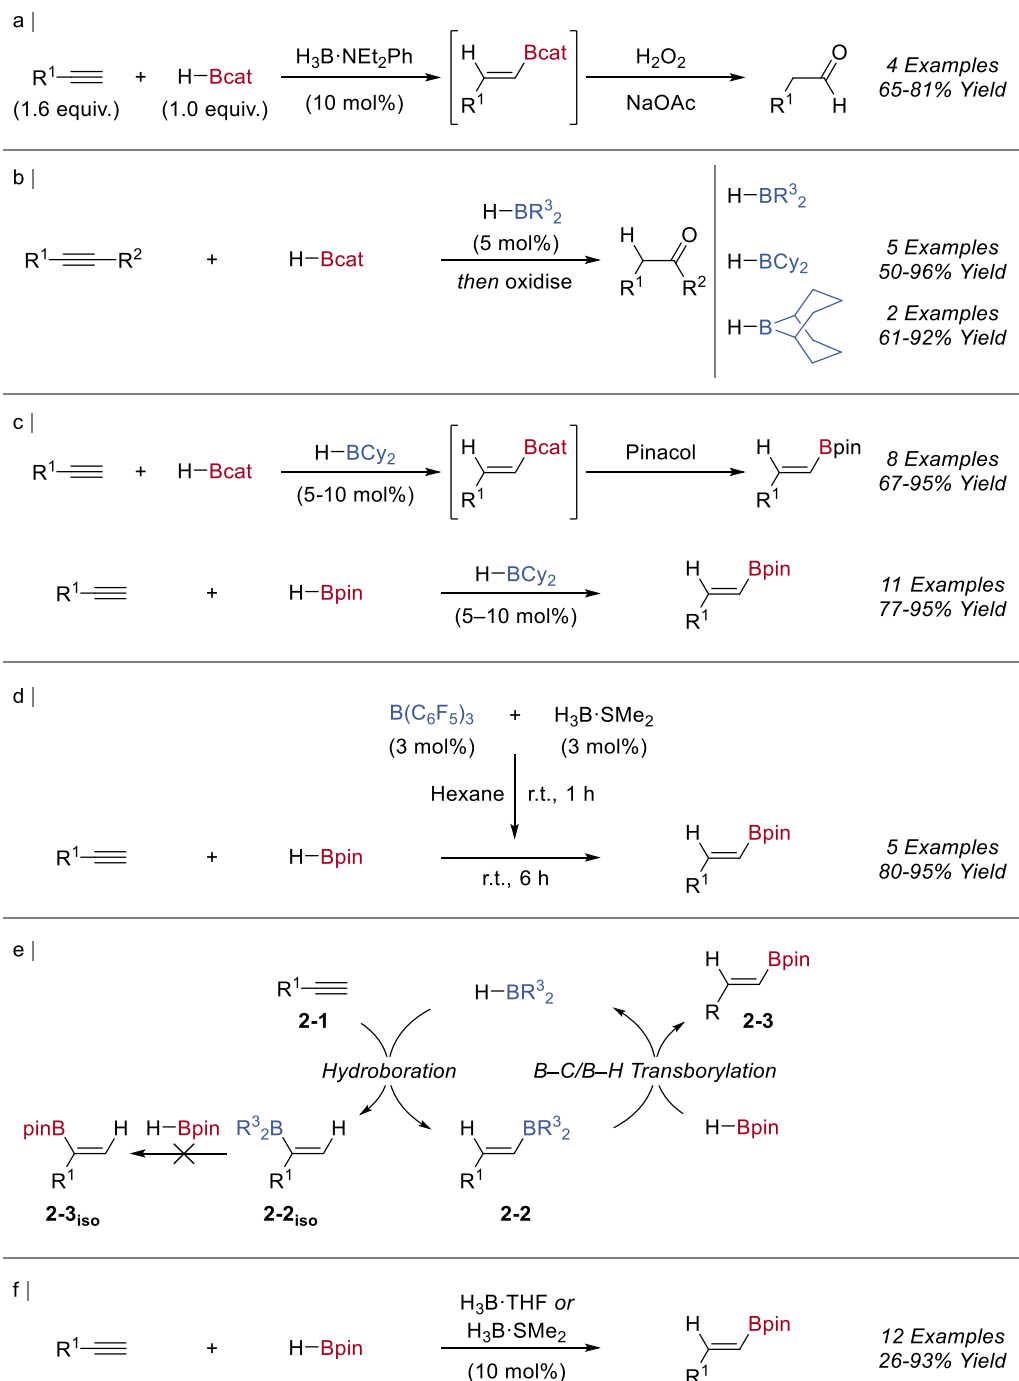 a |
R¹ + H–Bcat H₃B·NEt₂Ph H Bcat R¹ H₂O₂ O H R¹ 4 Examples
(1.6 equiv.) (1.0 equiv.) (10 mol%) NaOAc 65-81% Yield
b |
H–BR³₂ H–BR³₂
(5 mol%)
R¹ R² + H–Bcat then oxidise H O R¹ R² H–BCy₂ 5 Examples
50-96% Yield
H–B 2 Examples
61-92% Yield
c |
R¹ + H–Bcat H–BCy₂ H Bcat R¹ Pinacol H Bpin R¹ 8 Examples
(5-10 mol%) 67-95% Yield
R¹ + H–Bpin H–BCy₂ H Bpin R¹ 11 Examples
(5–10 mol%) 77-95% Yield
d |
B(C₆F₅)₃ + H₃B·SMe₂
(3 mol%) (3 mol%)
Hexane r.t., 1 h
R¹ + H–Bpin r.t., 6 h H Bpin R¹ 5 Examples
80-95% Yield
e |
R¹ H–BR³₂ H Bpin R
2-1 2-3
Hydroboration B–C/B–H Transborylation
pinB H R¹ H–Bpin R³₂B H R¹ H BR³₂ R¹ H–Bpin
2-3iso 2-2iso 2-2
f |
H₃B·THF or
H₃B·SMe₂
R¹ + H–Bpin (10 mol%) H Bpin R¹ 12 Examples
26-93% Yield